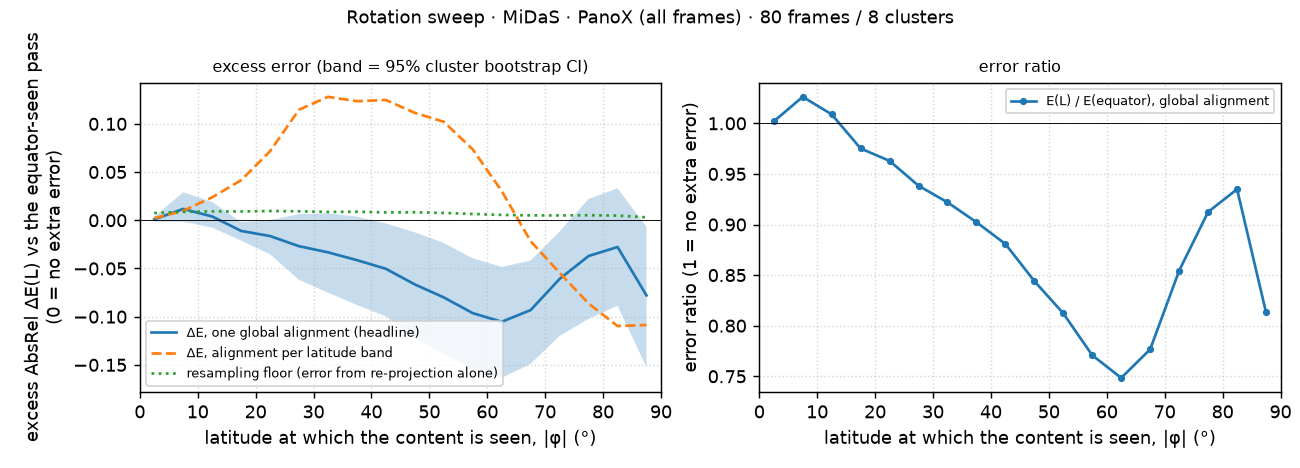 Rotation sweep · MiDaS · PanoX (all frames) · 80 frames / 8 clusters
excess error (band = 95% cluster bootstrap CI)
excess AbsRel ΔE(L) vs the equator-seen pass
(0 = no extra error)
0.10
0.05
0.00
−0.05
−0.10
−0.15
ΔE, one global alignment (headline)
ΔE, alignment per latitude band
resampling floor (error from re-projection alone)
0 10 20 30 40 50 60 70 80 90
latitude at which the content is seen, |φ| (°)
error ratio
error ratio (1 = no extra error)
E(L) / E(equator), global alignment
1.00
0.95
0.90
0.85
0.80
0.75
0 10 20 30 40 50 60 70 80 90
latitude at which the content is seen, |φ| (°)